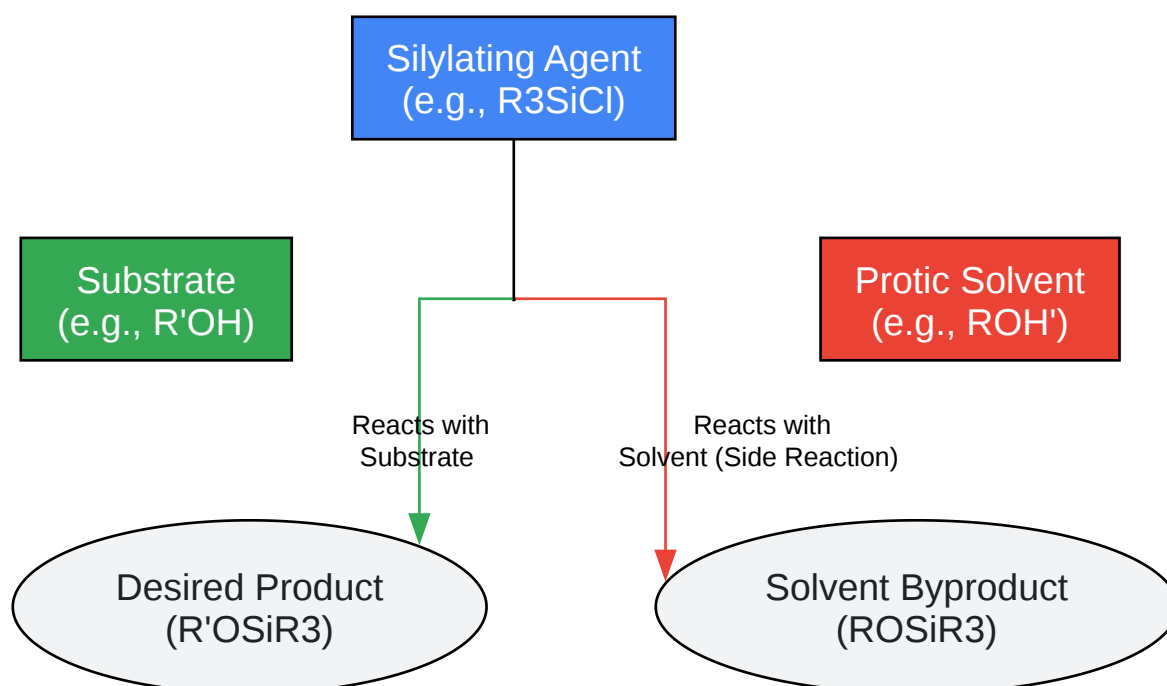 Silylating Agent
(e.g., R3SiCl)
Substrate
(e.g., R'OH)
Protic Solvent
(e.g., ROH')
Reacts with
Substrate
Reacts with
Solvent (Side Reaction)
Desired Product
(R'OSiR3)
Solvent Byproduct
(ROSiR3)